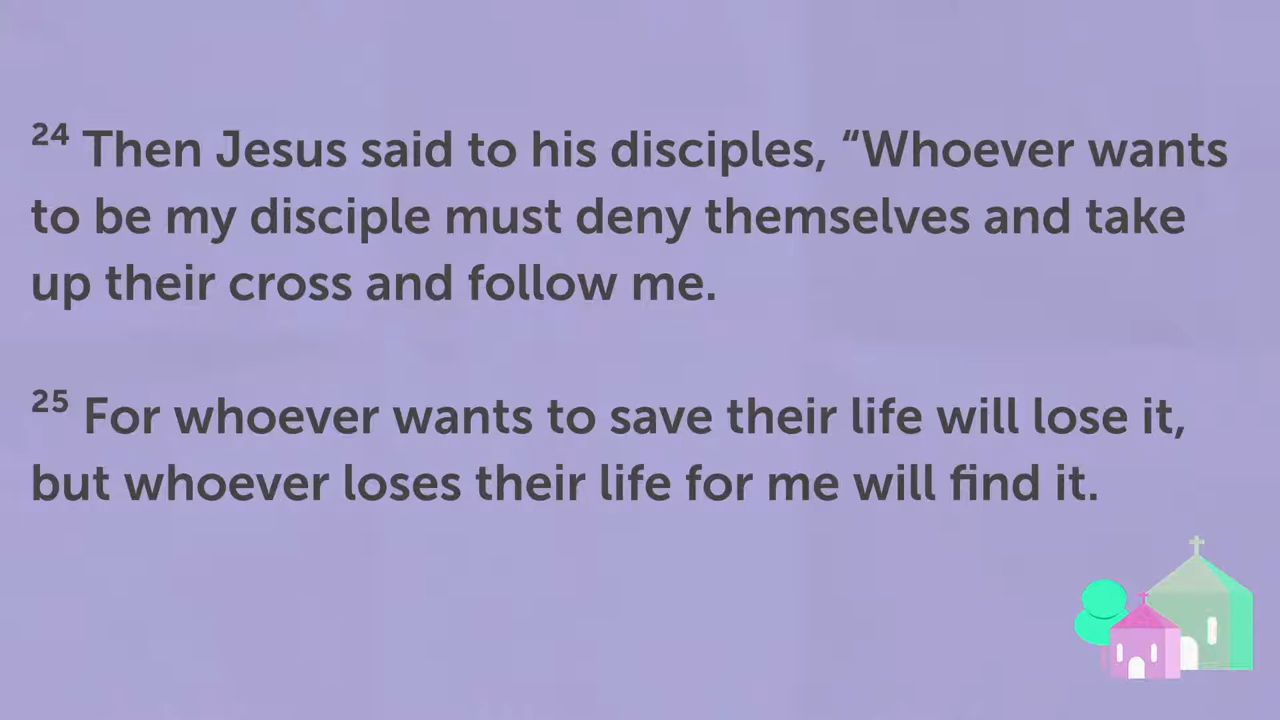 24 Then Jesus said to his disciples, “Whoever wants
to be my disciple must deny themselves and take
up their cross and follow me.
25 For whoever wants to save their life will lose it,
but whoever loses their life for me will find it.